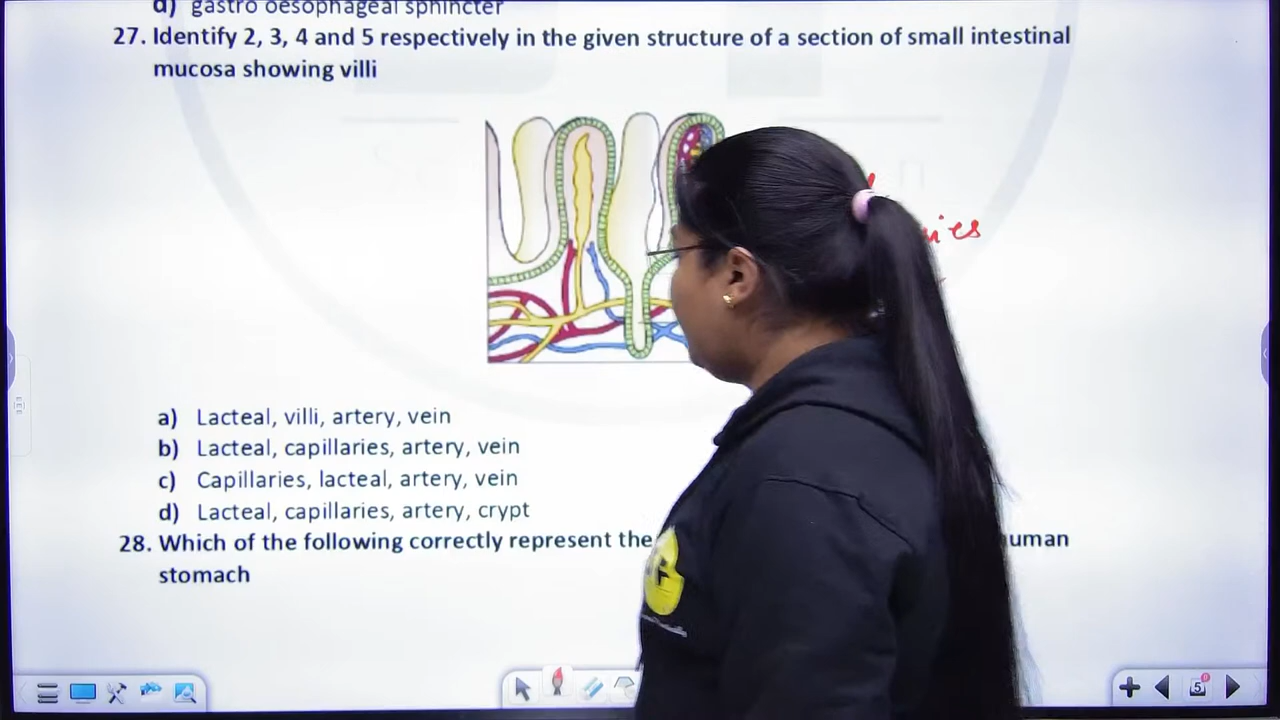 d) gastro oesophageal sphincter
27. Identify 2, 3, 4 and 5 respectively in the given structure of a section of small intestinal
mucosa showing villi
a) Lacteal, villi, artery, vein
b) Lacteal, capillaries, artery, vein
c) Capillaries, lacteal, artery, vein
d) Lacteal, capillaries, artery, crypt
28. Which of the following correctly represent the
stomach
5